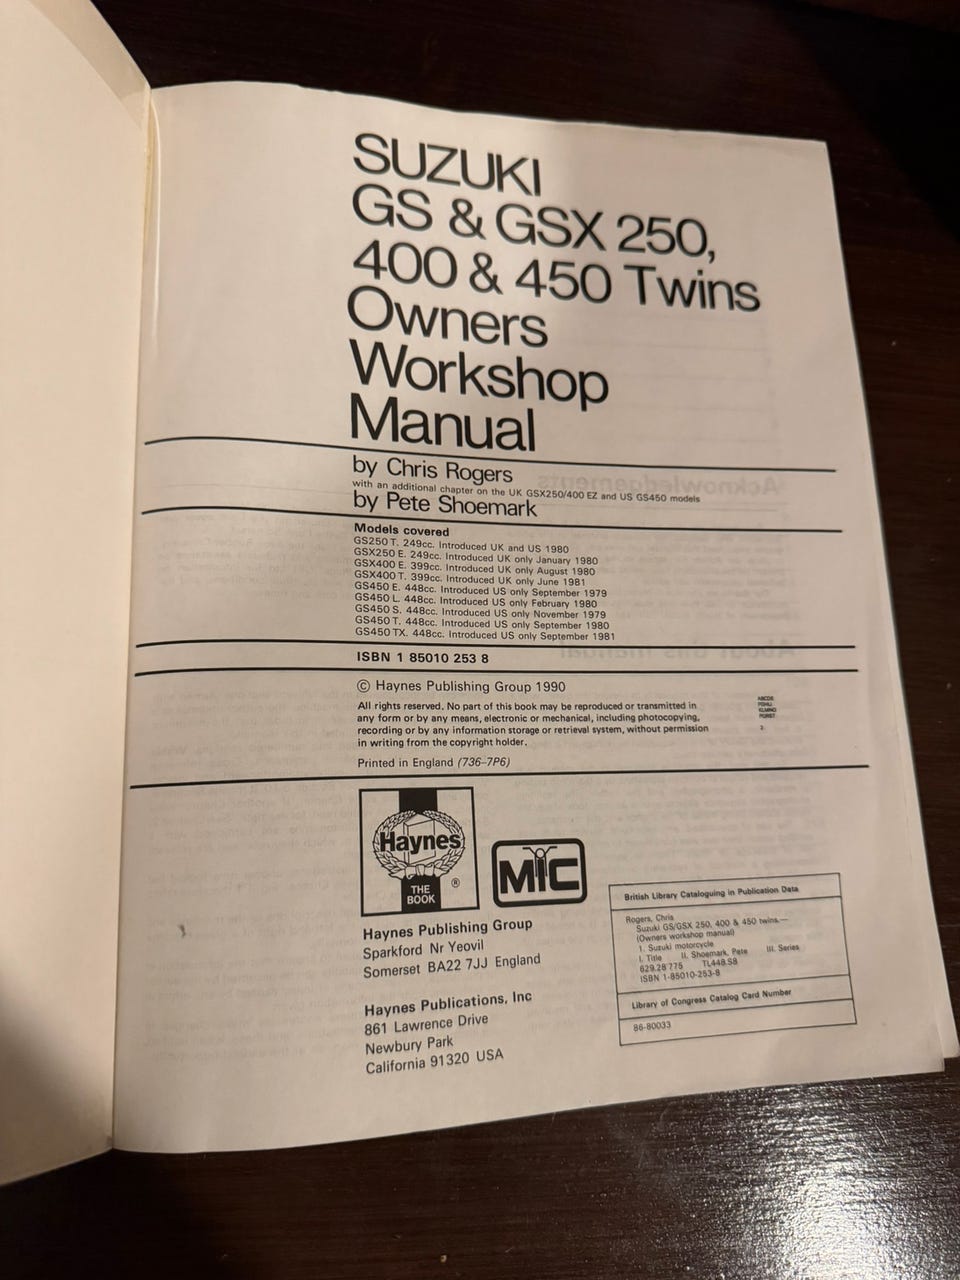 SUZUKI
GS & GSX 250,
400 & 450 Twins
Owners
Workshop
Manual
by Chris Rogers
with an additional chapter on the UK GSX250/400 EZ and US GS450 models
by Pete Shoemark
Models covered
GS250 T. 249cc. Introduced UK and US 1980
GSX250 E. 249cc. Introduced UK only January 1980
GSX400 E. 399cc. Introduced UK only August 1980
GSX400 T. 399cc. Introduced UK only June 1981
GS450 E. 448cc. Introduced US only September 1979
GS450 L. 448cc. Introduced US only February 1980
GS450 S. 448cc. Introduced US only November 1979
GS450 T. 448cc. Introduced US only September 1980
GS450 TX. 448cc. Introduced US only September 1981
ISBN 1 85010 253 8
© Haynes Publishing Group 1990
All rights reserved. No part of this book may be reproduced or transmitted in
any form or by any means, electronic or mechanical, including photocopying,
recording or by any information storage or retrieval system, without permission
in writing from the copyright holder.
ABCDE
FGHIJ
KLMNO
PQRST
2
Printed in England (736–7P6)
Haynes
THE
BOOK
®
MIC
Haynes Publishing Group
Sparkford Nr Yeovil
Somerset BA22 7JJ England
Haynes Publications, Inc
861 Lawrence Drive
Newbury Park
California 91320 USA
British Library Cataloguing in Publication Data
Rogers, Chris
Suzuki GS/GSX 250, 400 & 450 twins.—
(Owners workshop manual)
1. Suzuki motorcycle
I. Title II. Shoemark, Pete III. Series
629.28'775 TL448.S8
ISBN 1-85010-253-8
Library of Congress Catalog Card Number
86-80033